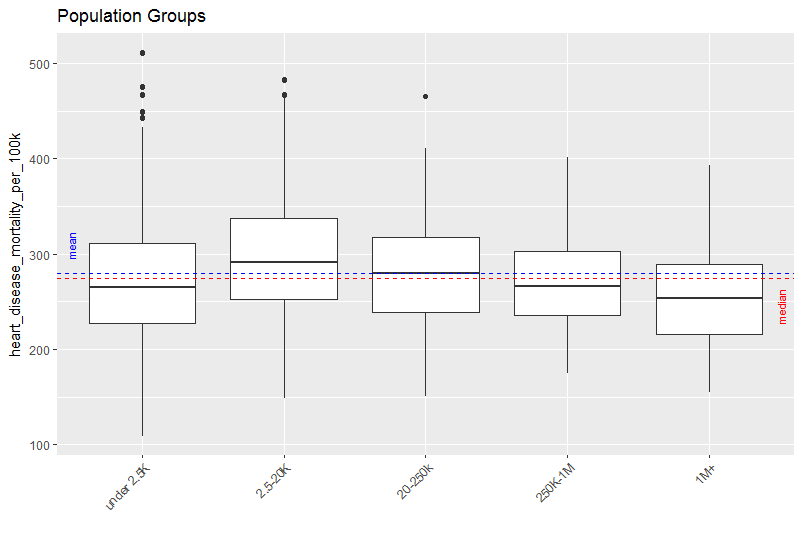 Population Groups
heart_disease_mortality_per_100k
500
400
300
200
100
mean
median
under 2.5K
2.5-20K
20-250k
250K-1M
1M+